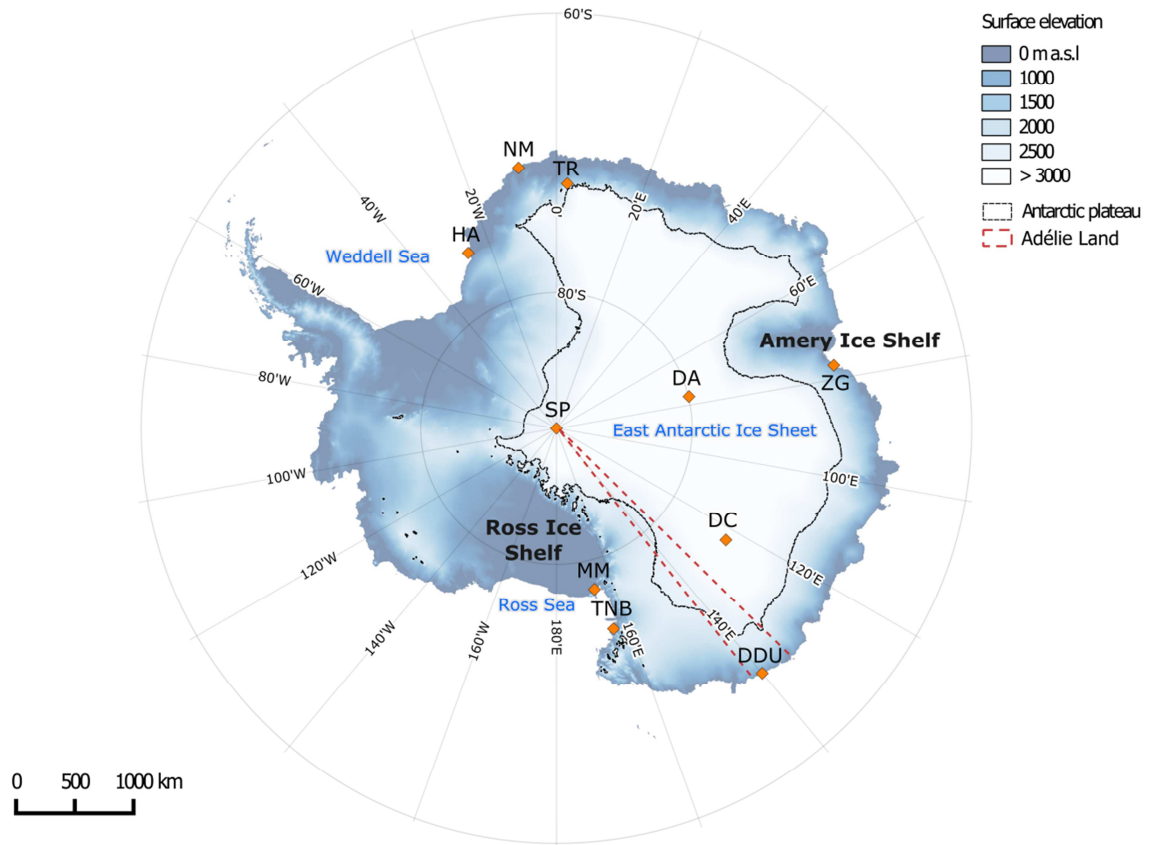 60'S
Surface elevation
0 m a.s.l
1000
1500
2000
2500
> 3000
Antarctic plateau
Adélie Land
NM
TR
20'W
0'
20'E
40'W
40'E
HA
Weddell Sea
60'W
80'S
60'E
Amery Ice Shelf
ZG
80'W
DA
SP
East Antarctic Ice Sheet
100'W
100'E
DC
Ross Ice
Shelf
120'W
120'E
MM
Ross Sea
TNB
140'W
160'W
180'E
160'E
140'E
DDU
0 500 1000 km